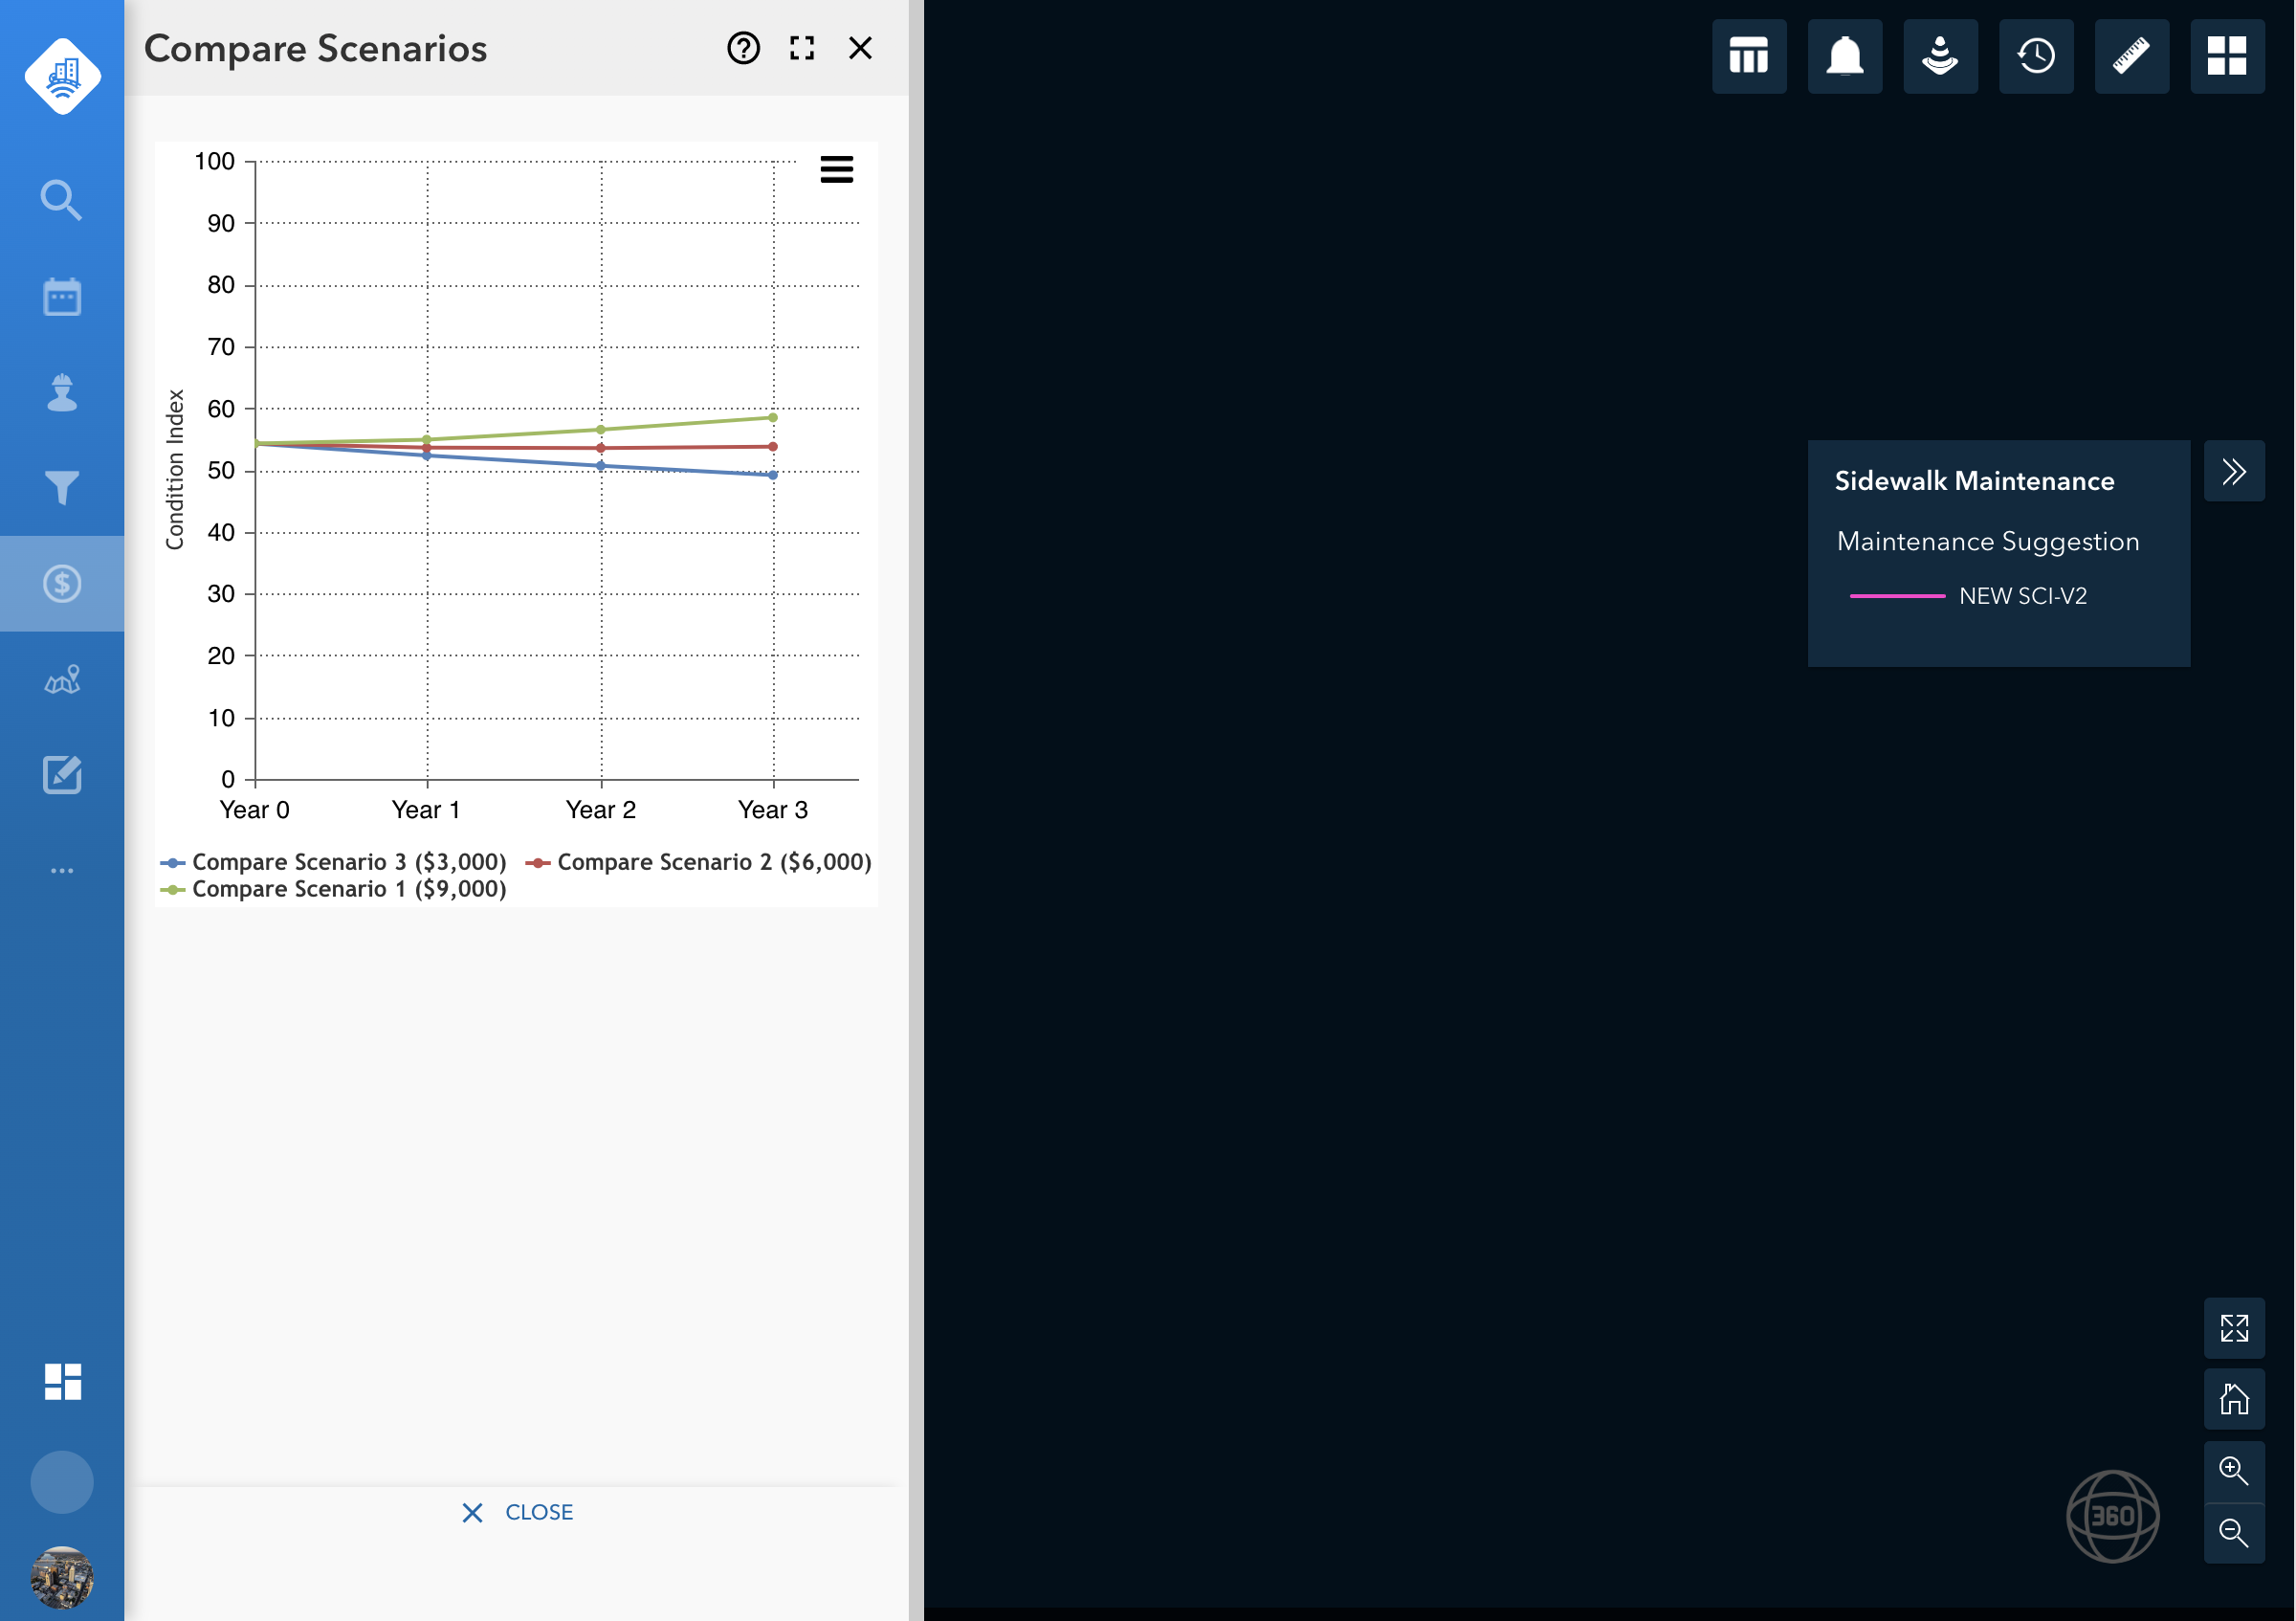 Compare Scenarios
100
90
80
70
60
50
40
30
20
10
0
Condition Index
Year 0 Year 1 Year 2 Year 3
Compare Scenario 3 ($3,000) Compare Scenario 2 ($6,000)
Compare Scenario 1 ($9,000)
CLOSE
Sidewalk Maintenance
Maintenance Suggestion
NEW SCI-V2
360